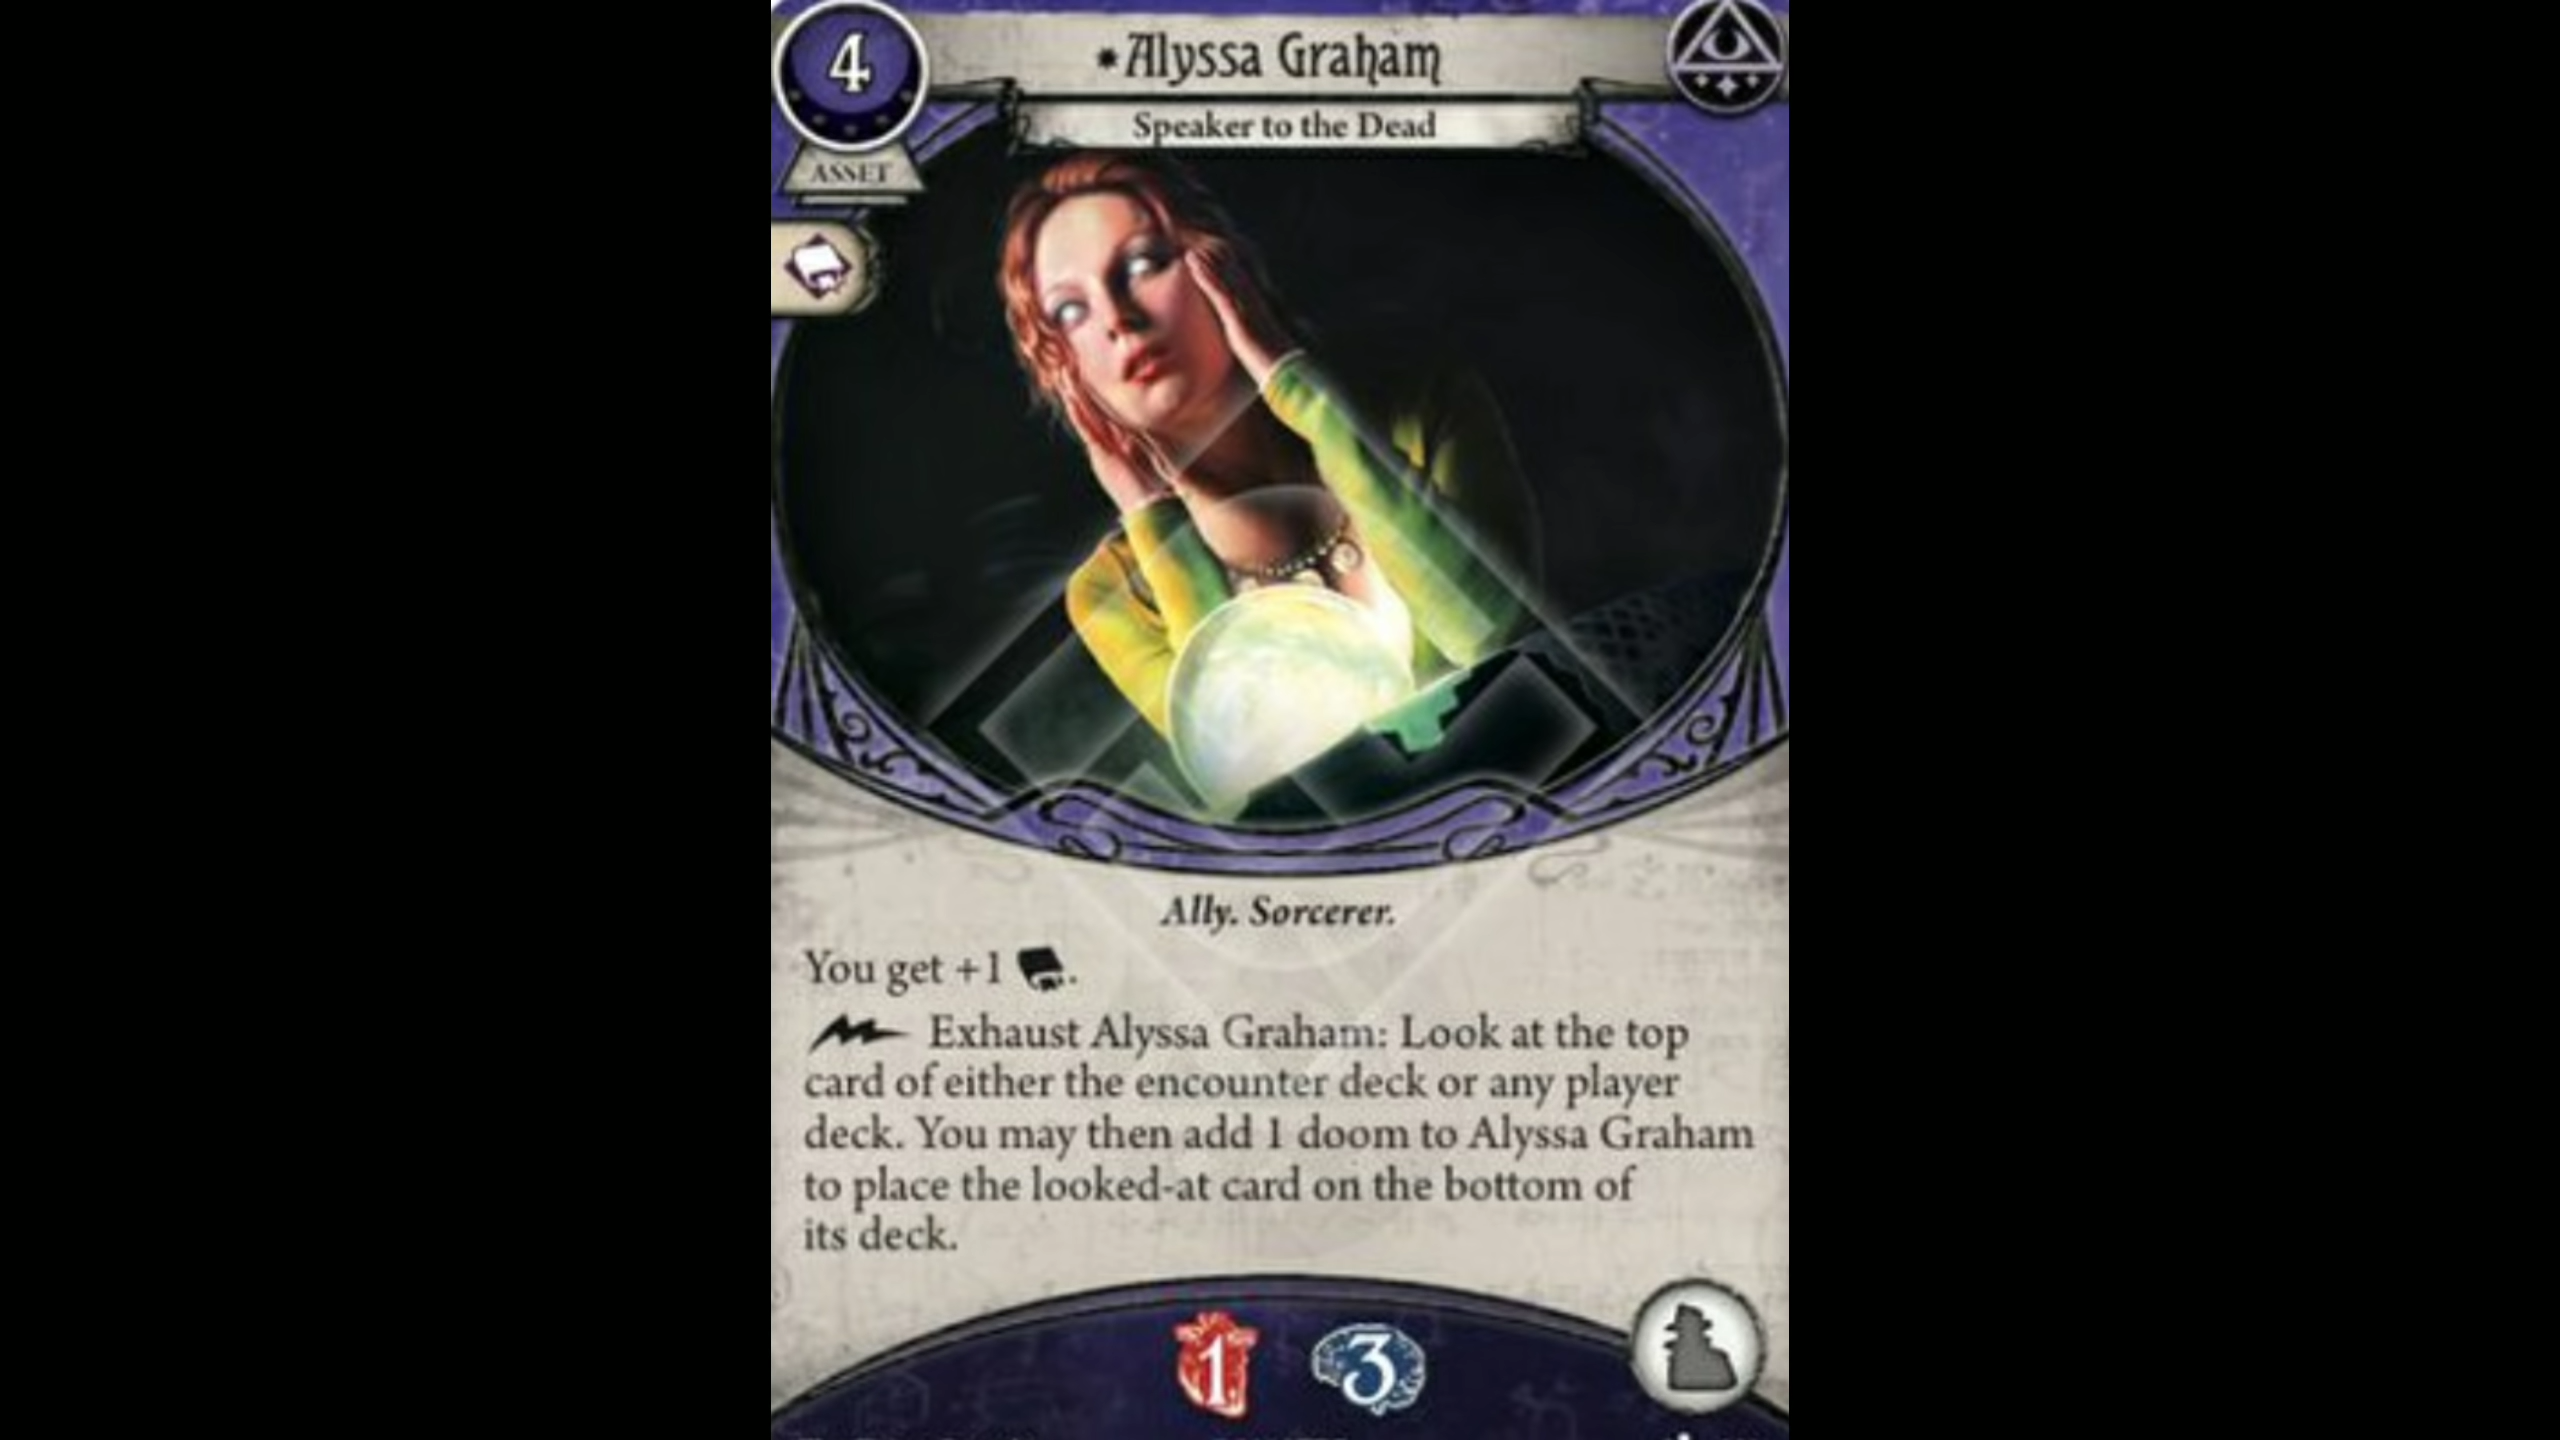 4
Alyssa Graham
Speaker to the Dead
ASSET
Ally. Sorcerer.
You get +1 .
Exhaust Alyssa Graham: Look at the top
card of either the encounter deck or any player
deck. You may then add 1 doom to Alyssa Graham
to place the looked-at card on the bottom of
its deck.
1 3